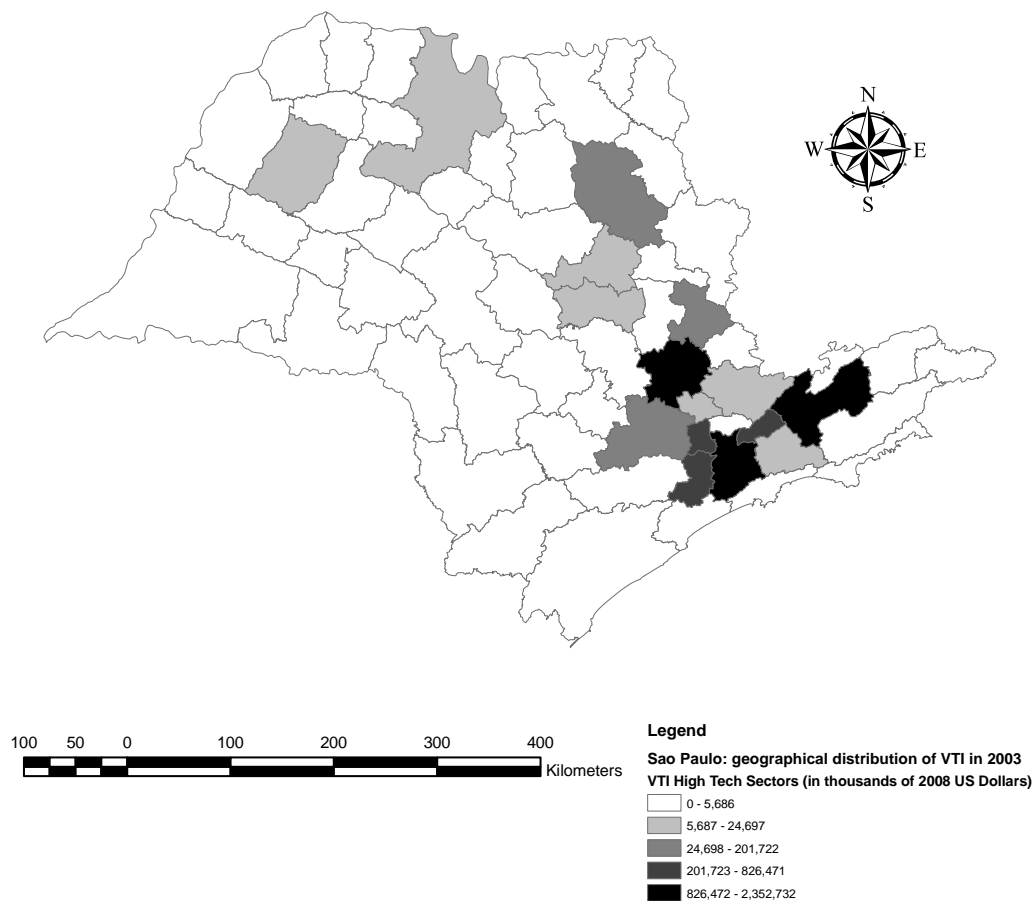 N
W E
S
100 50 0 100 200 300 400
Kilometers
Legend
Sao Paulo: geographical distribution of VTI in 2003
VTI High Tech Sectors (in thousands of 2008 US Dollars)
0 - 5,686
5,687 - 24,697
24,698 - 201,722
201,723 - 826,471
826,472 - 2,352,732